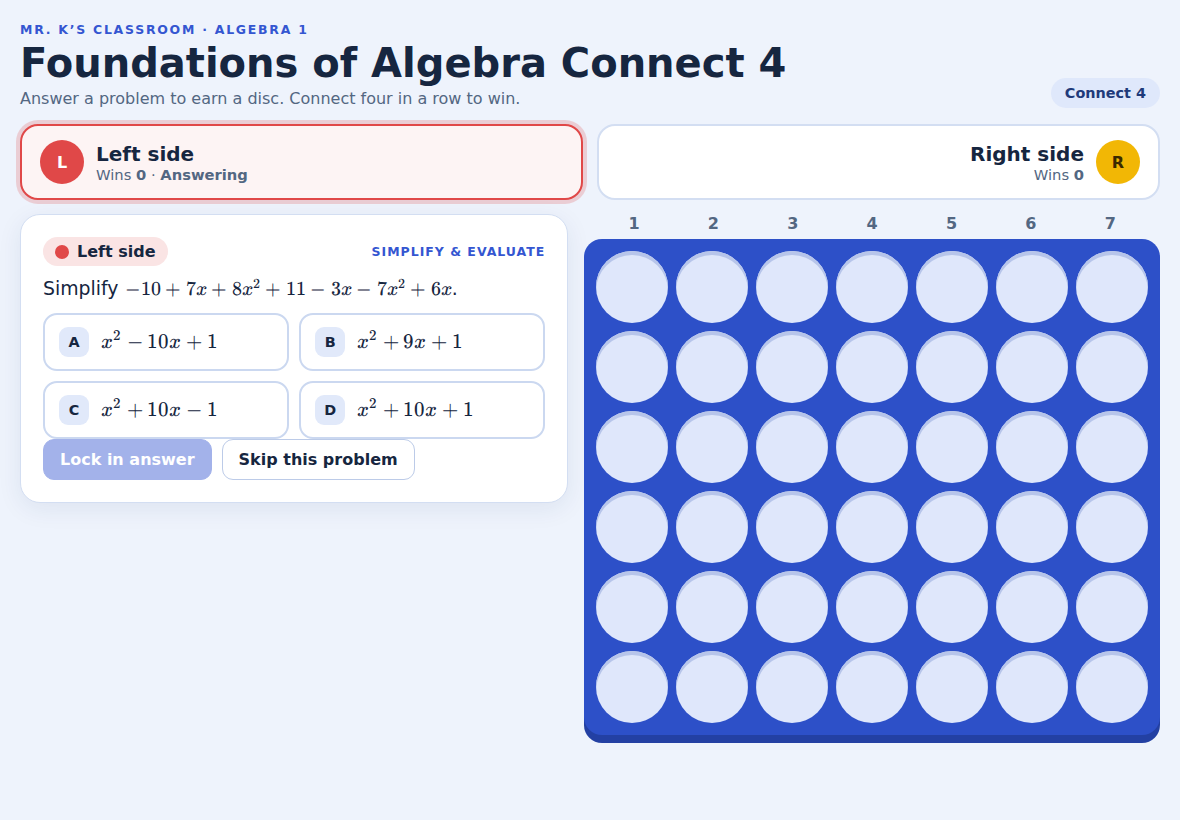 MR. K’S CLASSROOM · ALGEBRA 1
Foundations of Algebra Connect 4
Answer a problem to earn a disc. Connect four in a row to win.
Connect 4
L
Left side
Wins 0 · Answering
Right side
Wins 0
R
Left side
SIMPLIFY & EVALUATE
Simplify −10 + 7x + 8x² + 11 − 3x − 7x² + 6x.
A x² − 10x + 1
B x² + 9x + 1
C x² + 10x − 1
D x² + 10x + 1
Lock in answer
Skip this problem
1 2 3 4 5 6 7